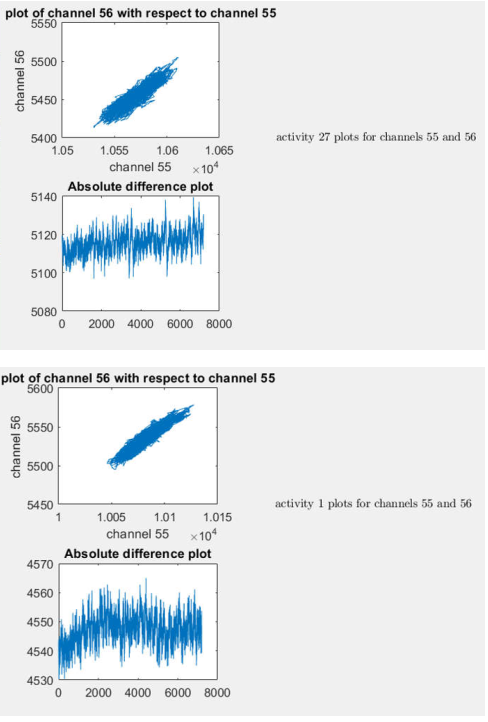 plot of channel 56 with respect to channel 55
5550
5500
5450
5400
channel 56
1.05 1.055 1.06 1.065
channel 55 ×10^4
activity 27 plots for channels 55 and 56
Absolute difference plot
5140
5120
5100
5080
0 2000 4000 6000 8000
plot of channel 56 with respect to channel 55
5600
5550
5500
5450
channel 56
1 1.005 1.01 1.015
channel 55 ×10^4
activity 1 plots for channels 55 and 56
Absolute difference plot
4570
4560
4550
4540
4530
0 2000 4000 6000 8000